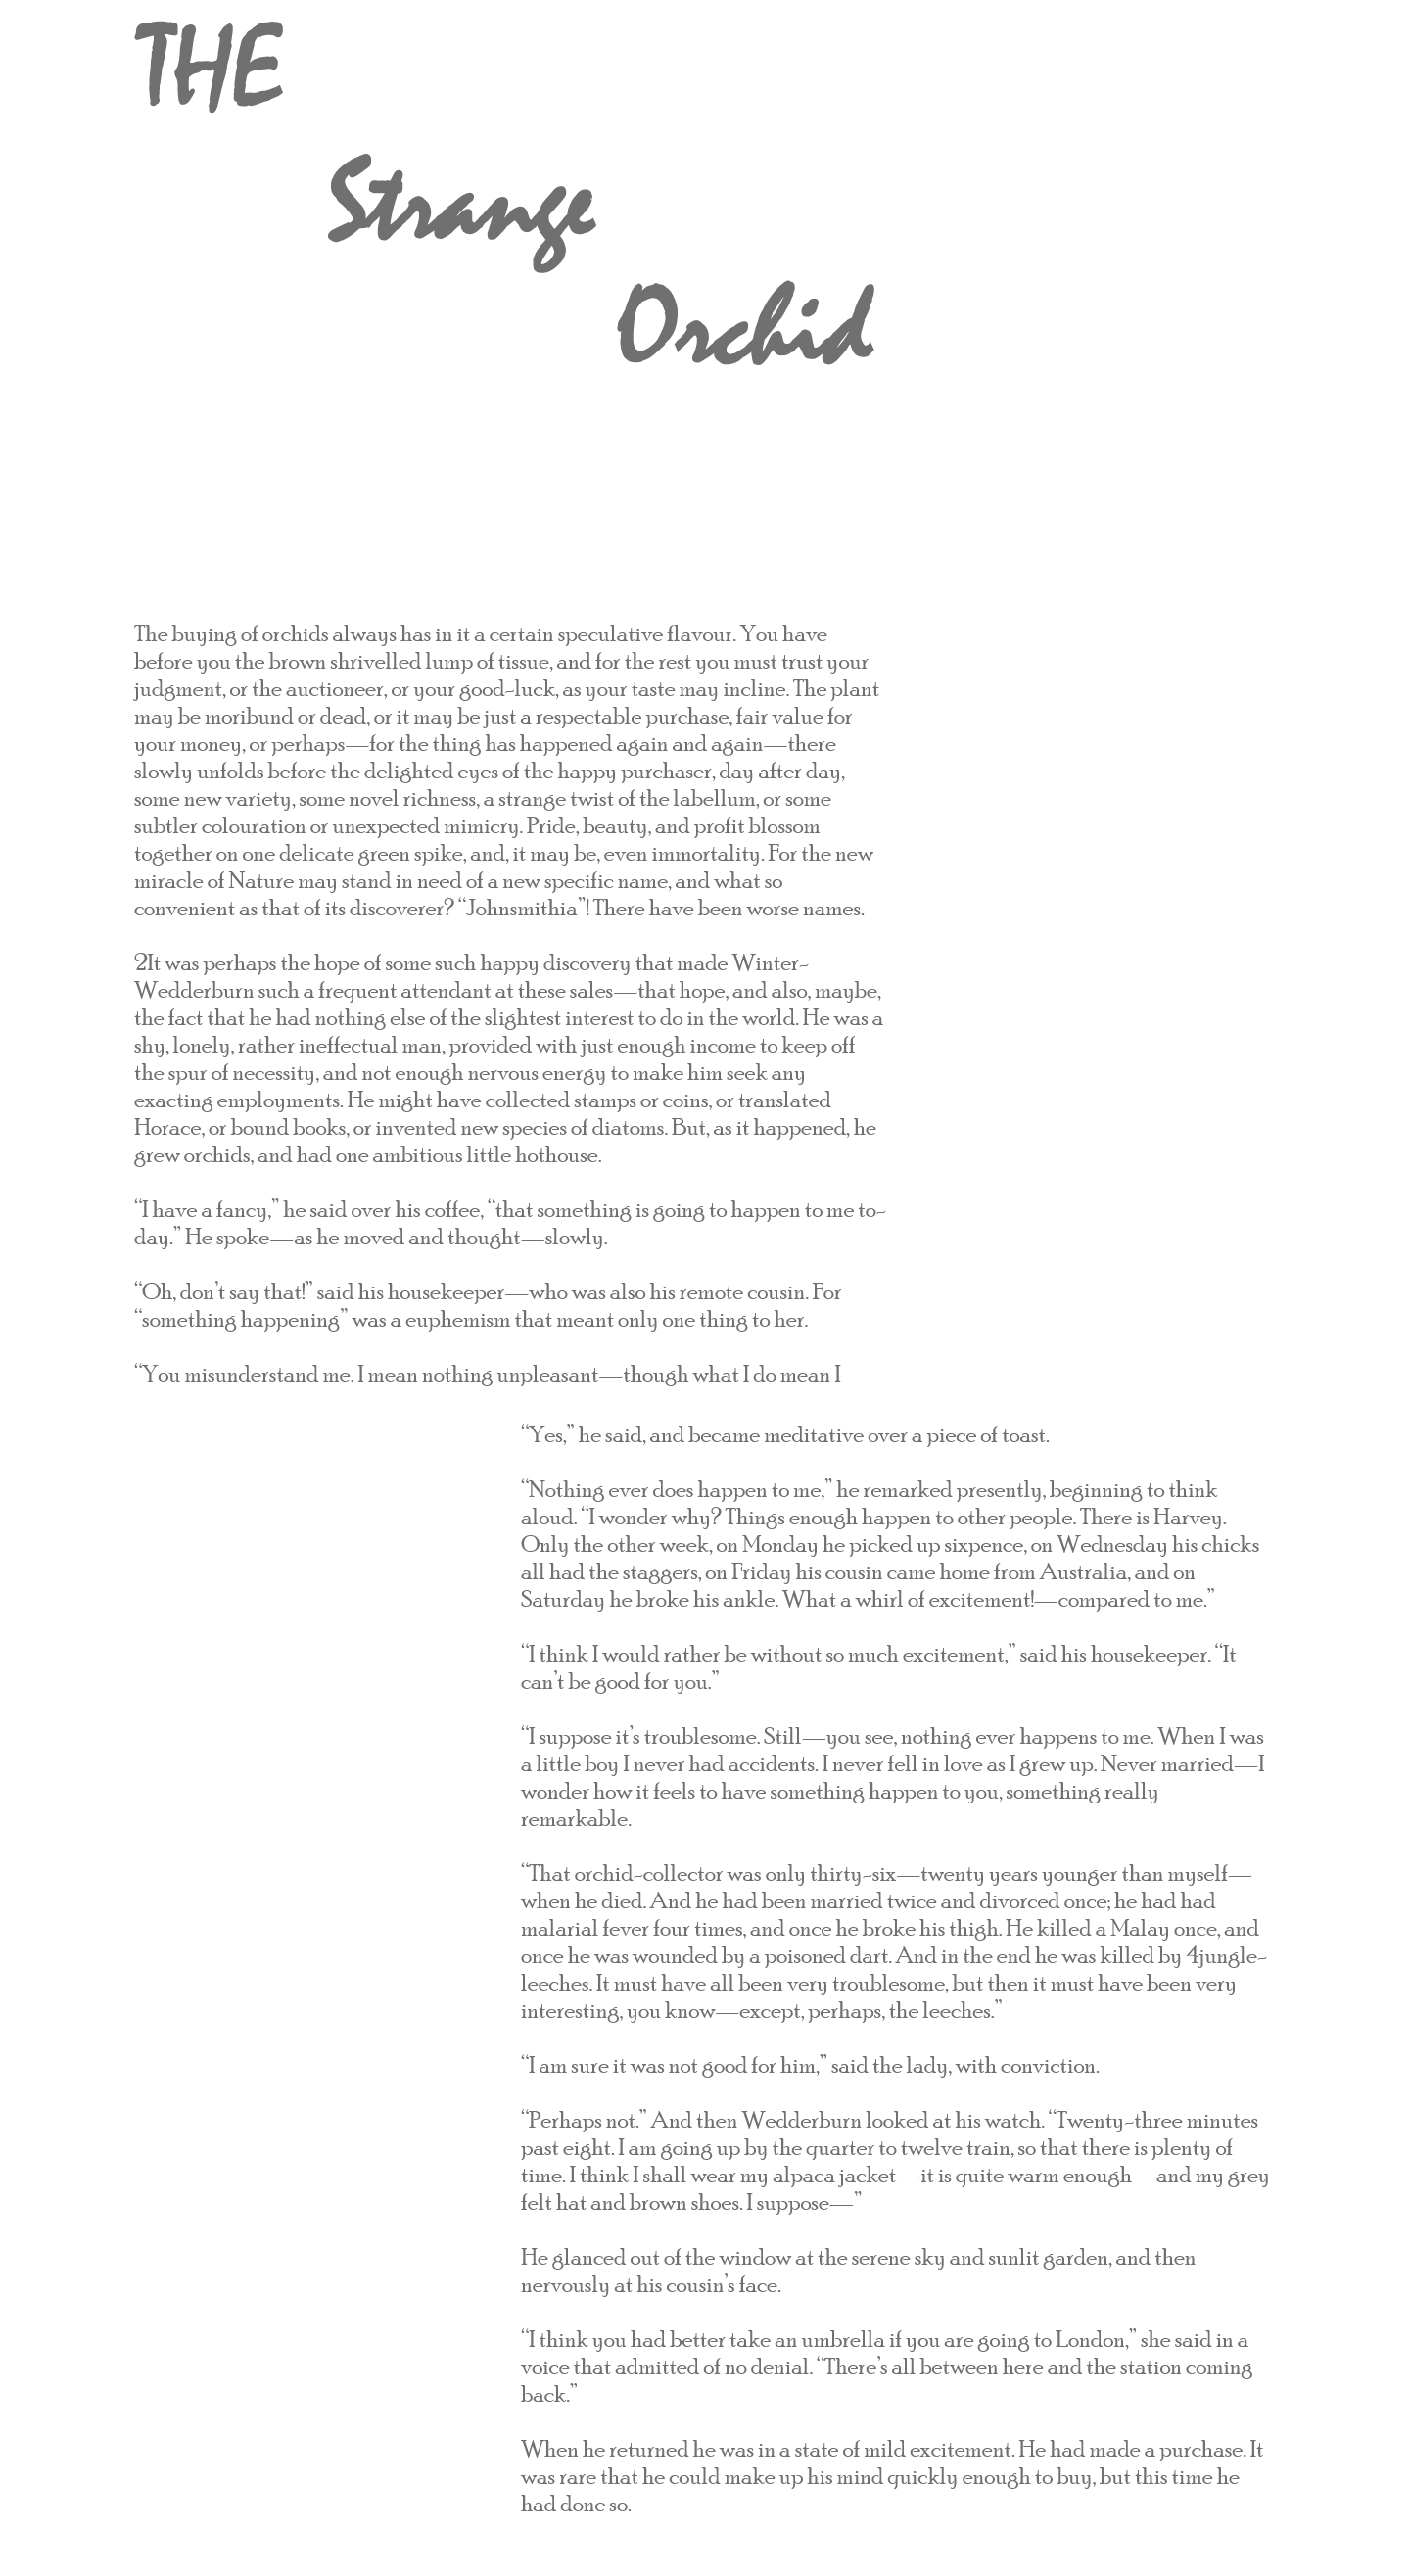 THE
Strange
Orchid
The buying of orchids always has in it a certain speculative flavour. You have
before you the brown shrivelled lump of tissue, and for the rest you must trust your
judgment, or the auctioneer, or your good-luck, as your taste may incline. The plant
may be moribund or dead, or it may be just a respectable purchase, fair value for
your money, or perhaps—for the thing has happened again and again—there
slowly unfolds before the delighted eyes of the happy purchaser, day after day,
some new variety, some novel richness, a strange twist of the labellum, or some
subtler colouration or unexpected mimicry. Pride, beauty, and profit blossom
together on one delicate green spike, and, it may be, even immortality. For the new
miracle of Nature may stand in need of a new specific name, and what so
convenient as that of its discoverer? “Johnsmithia”! There have been worse names.
2It was perhaps the hope of some such happy discovery that made Winter-
Wedderburn such a frequent attendant at these sales—that hope, and also, maybe,
the fact that he had nothing else of the slightest interest to do in the world. He was a
shy, lonely, rather ineffectual man, provided with just enough income to keep off
the spur of necessity, and not enough nervous energy to make him seek any
exacting employments. He might have collected stamps or coins, or translated
Horace, or bound books, or invented new species of diatoms. But, as it happened, he
grew orchids, and had one ambitious little hothouse.
“I have a fancy,” he said over his coffee, “that something is going to happen to me to-
day.” He spoke—as he moved and thought—slowly.
“Oh, don’t say that!” said his housekeeper—who was also his remote cousin. For
“something happening” was a euphemism that meant only one thing to her.
“You misunderstand me. I mean nothing unpleasant—though what I do mean I
“Yes,” he said, and became meditative over a piece of toast.
“Nothing ever does happen to me,” he remarked presently, beginning to think
aloud. “I wonder why? Things enough happen to other people. There is Harvey.
Only the other week, on Monday he picked up sixpence, on Wednesday his chicks
all had the staggers, on Friday his cousin came home from Australia, and on
Saturday he broke his ankle. What a whirl of excitement!—compared to me.”
“I think I would rather be without so much excitement,” said his housekeeper. “It
can’t be good for you.”
“I suppose it’s troublesome. Still—you see, nothing ever happens to me. When I was
a little boy I never had accidents. I never fell in love as I grew up. Never married—I
wonder how it feels to have something happen to you, something really
remarkable.
“That orchid-collector was only thirty-six—twenty years younger than myself—
when he died. And he had been married twice and divorced once; he had had
malarial fever four times, and once he broke his thigh. He killed a Malay once, and
once he was wounded by a poisoned dart. And in the end he was killed by 4jungle-
leeches. It must have all been very troublesome, but then it must have been very
interesting, you know—except, perhaps, the leeches.”
“I am sure it was not good for him,” said the lady, with conviction.
“Perhaps not.” And then Wedderburn looked at his watch. “Twenty-three minutes
past eight. I am going up by the quarter to twelve train, so that there is plenty of
time. I think I shall wear my alpaca jacket—it is quite warm enough—and my grey
felt hat and brown shoes. I suppose—”
He glanced out of the window at the serene sky and sunlit garden, and then
nervously at his cousin’s face.
“I think you had better take an umbrella if you are going to London,” she said in a
voice that admitted of no denial. “There’s all between here and the station coming
back.”
When he returned he was in a state of mild excitement. He had made a purchase. It
was rare that he could make up his mind quickly enough to buy, but this time he
had done so.